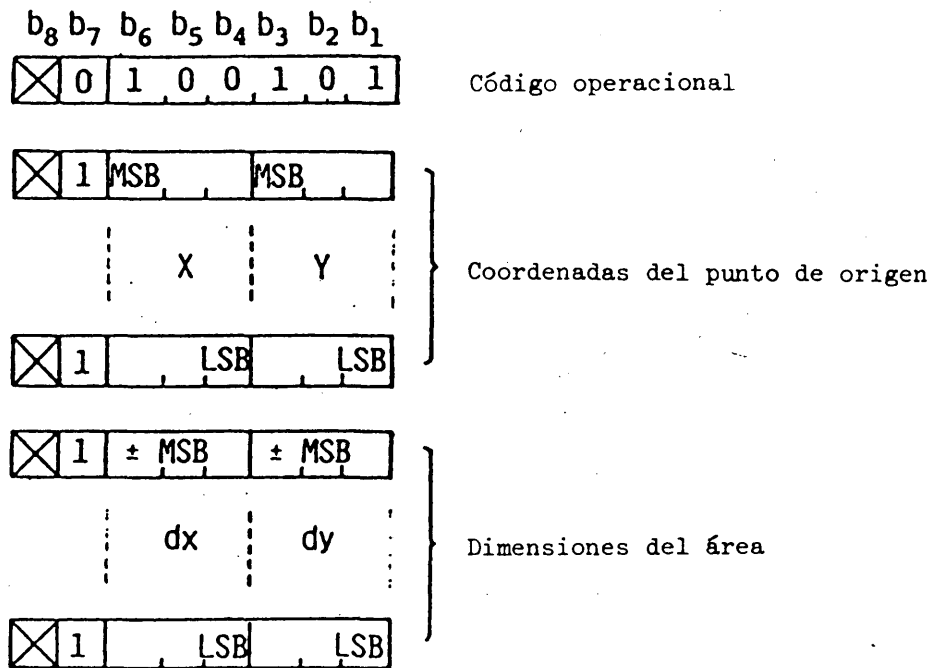 b8 b7 b6 b5 b4 b3 b2 b1
0 1 0 0 1 0 1 Código operacional
1 MSB MSB
X Y Coordenadas del punto de origen
1 LSB LSB
1 ± MSB ± MSB
dx dy Dimensiones del área
1 LSB LSB